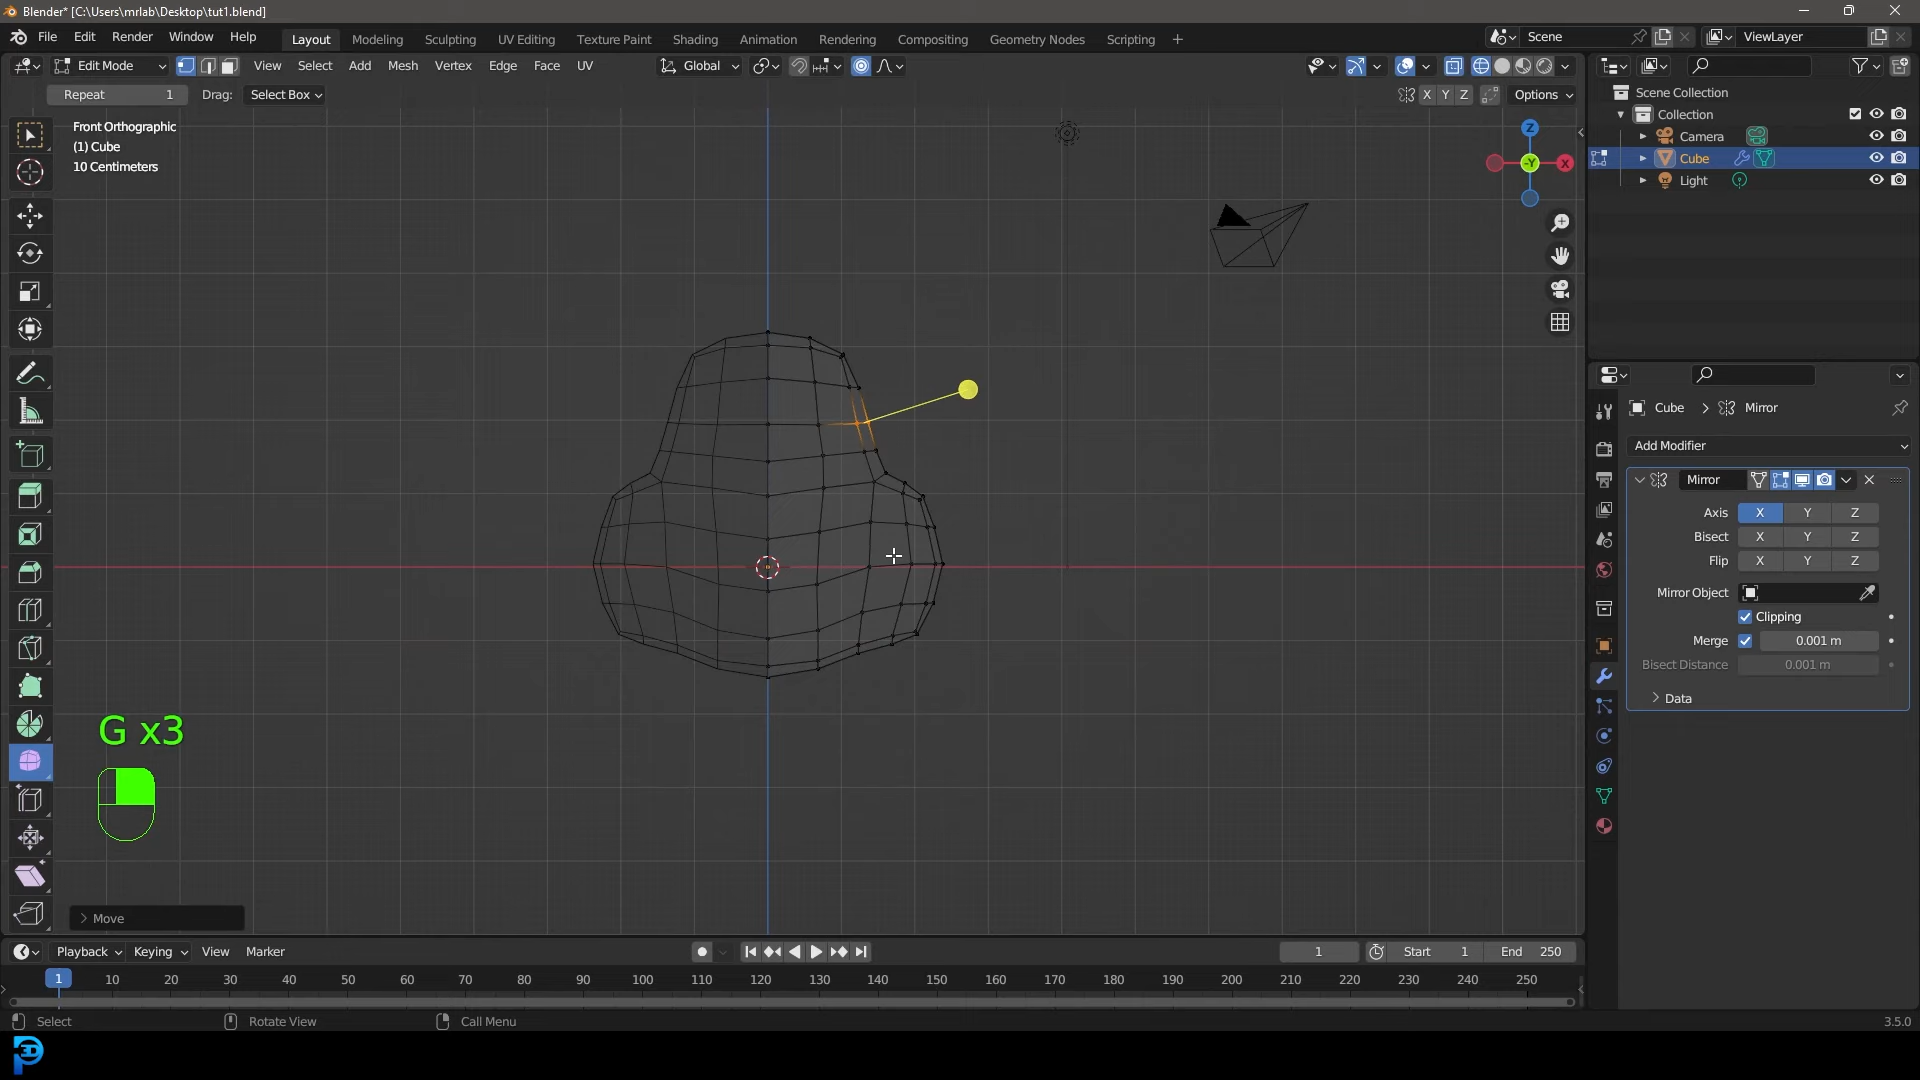 Blender* [C:\Users\mrlab\Desktop\tut1.blend]
File Edit Render Window Help Layout Modeling Sculpting UV Editing Texture Paint Shading Animation Rendering Compositing Geometry Nodes Scripting + Scene ViewLayer
Edit Mode View Select Add Mesh Vertex Edge Face UV Global
Repeat 1 Drag: Select Box X Y Z Options
Front Orthographic
(1) Cube
10 Centimeters
Z
-Y X
Scene Collection
Collection
Camera
Cube
Light
Cube > Mirror
Add Modifier
Mirror
Axis X Y Z
Bisect X Y Z
Flip X Y Z
Mirror Object
Clipping
Merge 0.001 m
Bisect Distance 0.001 m
> Data
G x3
> Move
Playback Keying View Marker 1 Start 1 End 250
1 10 20 30 40 50 60 70 80 90 100 110 120 130 140 150 160 170 180 190 200 210 220 230 240 250
Select Rotate View Call Menu 3.5.0